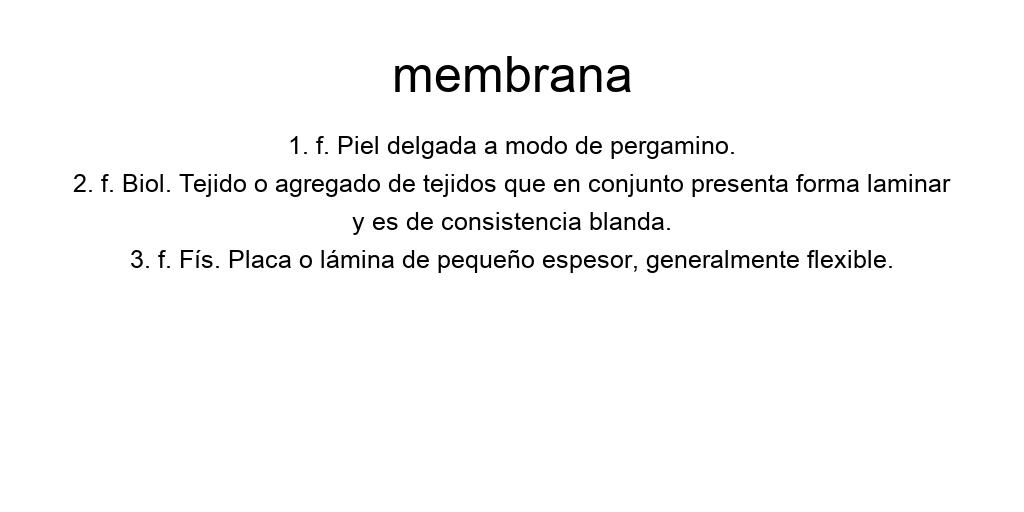 membrana
1. f. Piel delgada a modo de pergamino.
2. f. Biol. Tejido o agregado de tejidos que en conjunto presenta forma laminar
y es de consistencia blanda.
3. f. Fís. Placa o lámina de pequeño espesor, generalmente flexible.